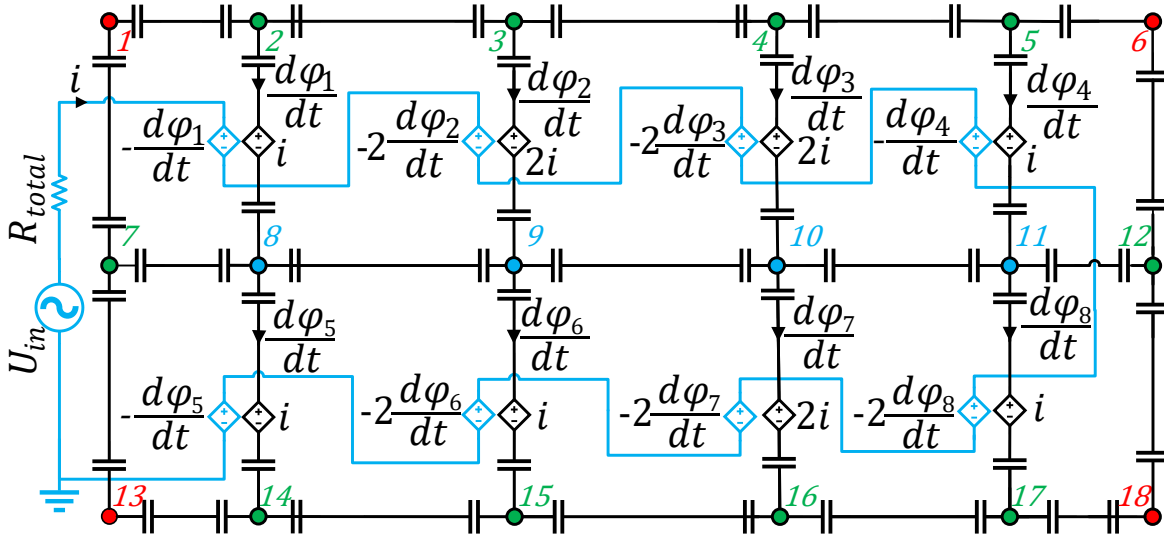 1 2 3 4 5 6
i
dφ₁/dt dφ₂/dt dφ₃/dt dφ₄/dt
-dφ₁/dt i -2dφ₂/dt 2i -2dφ₃/dt 2i -dφ₄/dt i
R_total
7 8 9 10 11 12
U_in
dφ₅/dt dφ₆/dt dφ₇/dt dφ₈/dt
-dφ₅/dt i -2dφ₆/dt i -2dφ₇/dt 2i -2dφ₈/dt i
13 14 15 16 17 18